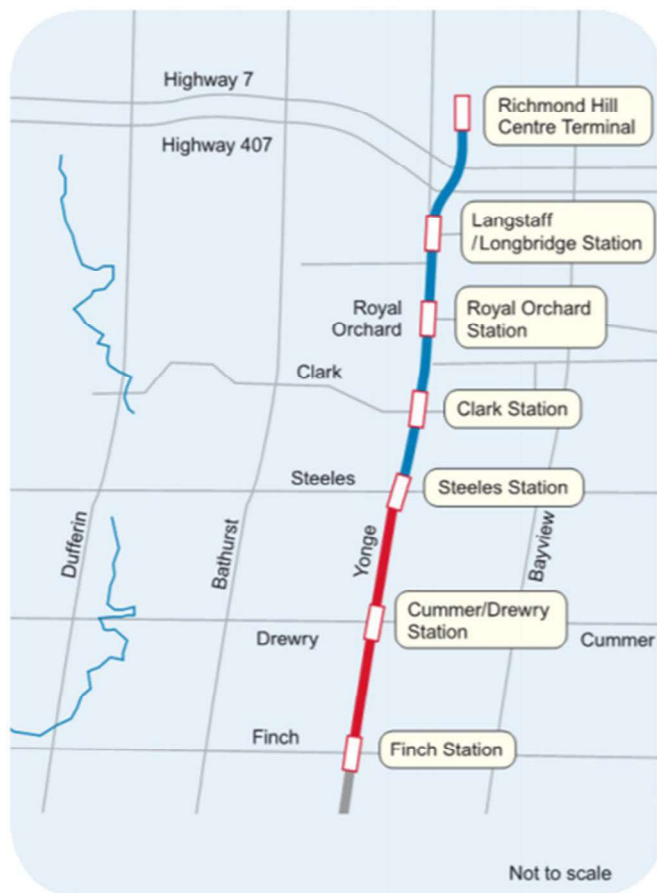 Highway 7
Richmond Hill
Centre Terminal
Highway 407
Langstaff
/Longbridge Station
Royal
Orchard
Royal Orchard
Station
Clark
Clark Station
Steeles
Steeles Station
Dufferin
Bathurst
Yonge
Bayview
Cummer/Drewry
Station
Drewry
Cummer
Finch
Finch Station
Not to scale